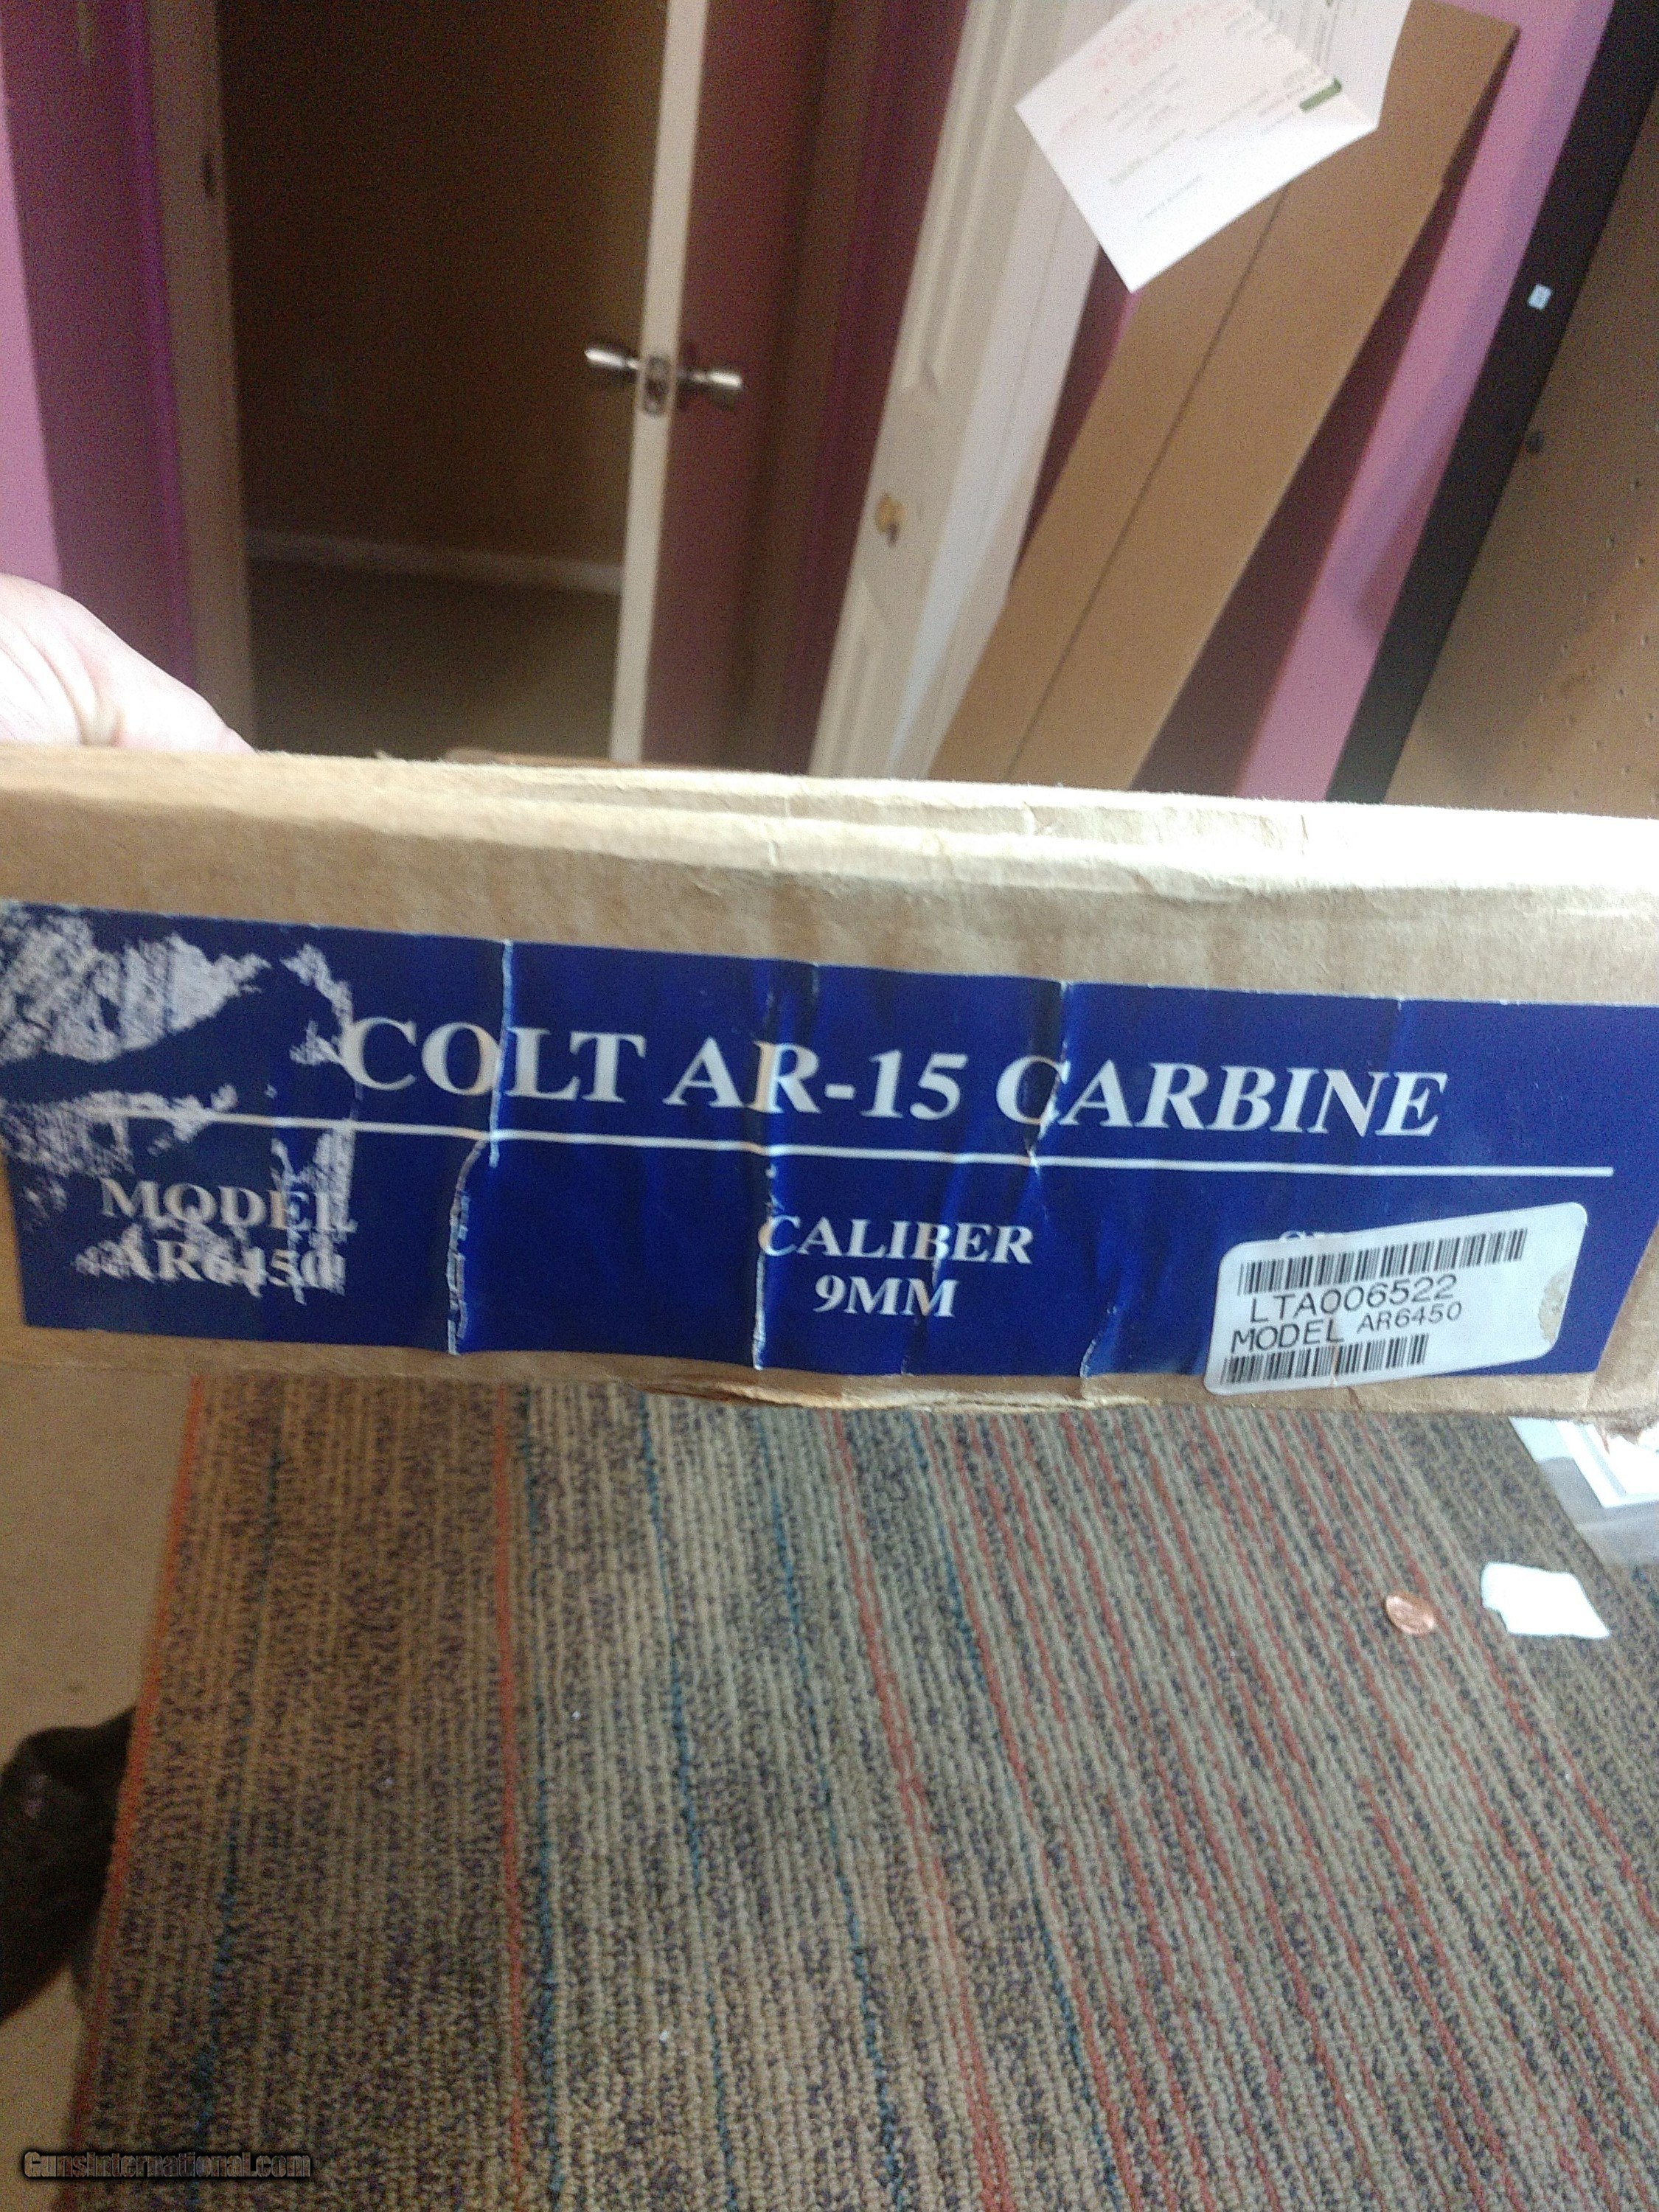 COLT AR-15 CARBINE
MODEL
AR6450
CALIBER
9MM
LTA006522
MODEL AR6450
GunsInternational.com